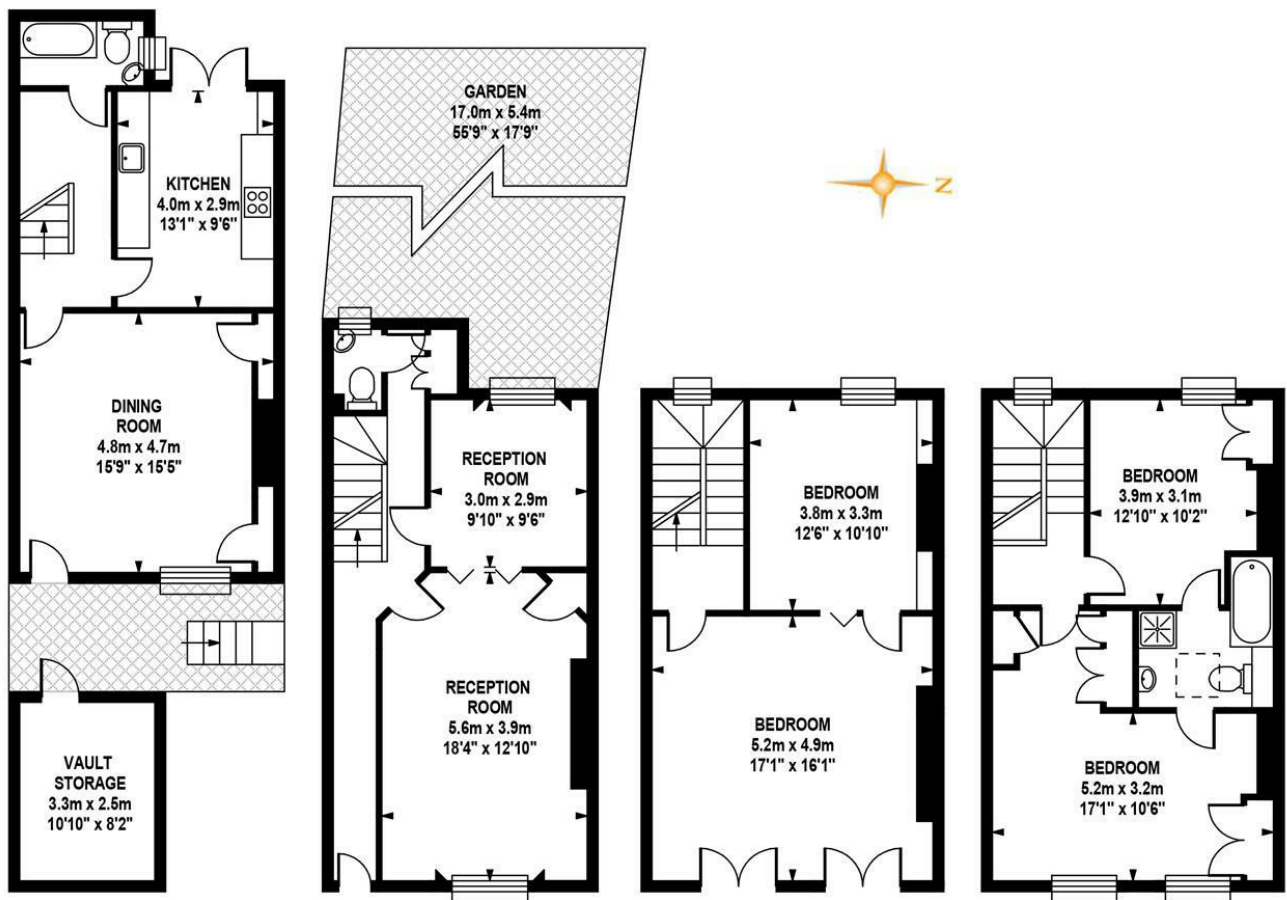 GARDEN
17.0m x 5.4m
55'9" x 17'9"
N
KITCHEN
4.0m x 2.9m
13'1" x 9'6"
DINING
ROOM
4.8m x 4.7m
15'9" x 15'5"
VAULT
STORAGE
3.3m x 2.5m
10'10" x 8'2"
RECEPTION
ROOM
3.0m x 2.9m
9'10" x 9'6"
RECEPTION
ROOM
5.6m x 3.9m
18'4" x 12'10"
BEDROOM
3.8m x 3.3m
12'6" x 10'10"
BEDROOM
5.2m x 4.9m
17'1" x 16'1"
BEDROOM
3.9m x 3.1m
12'10" x 10'2"
BEDROOM
5.2m x 3.2m
17'1" x 10'6"